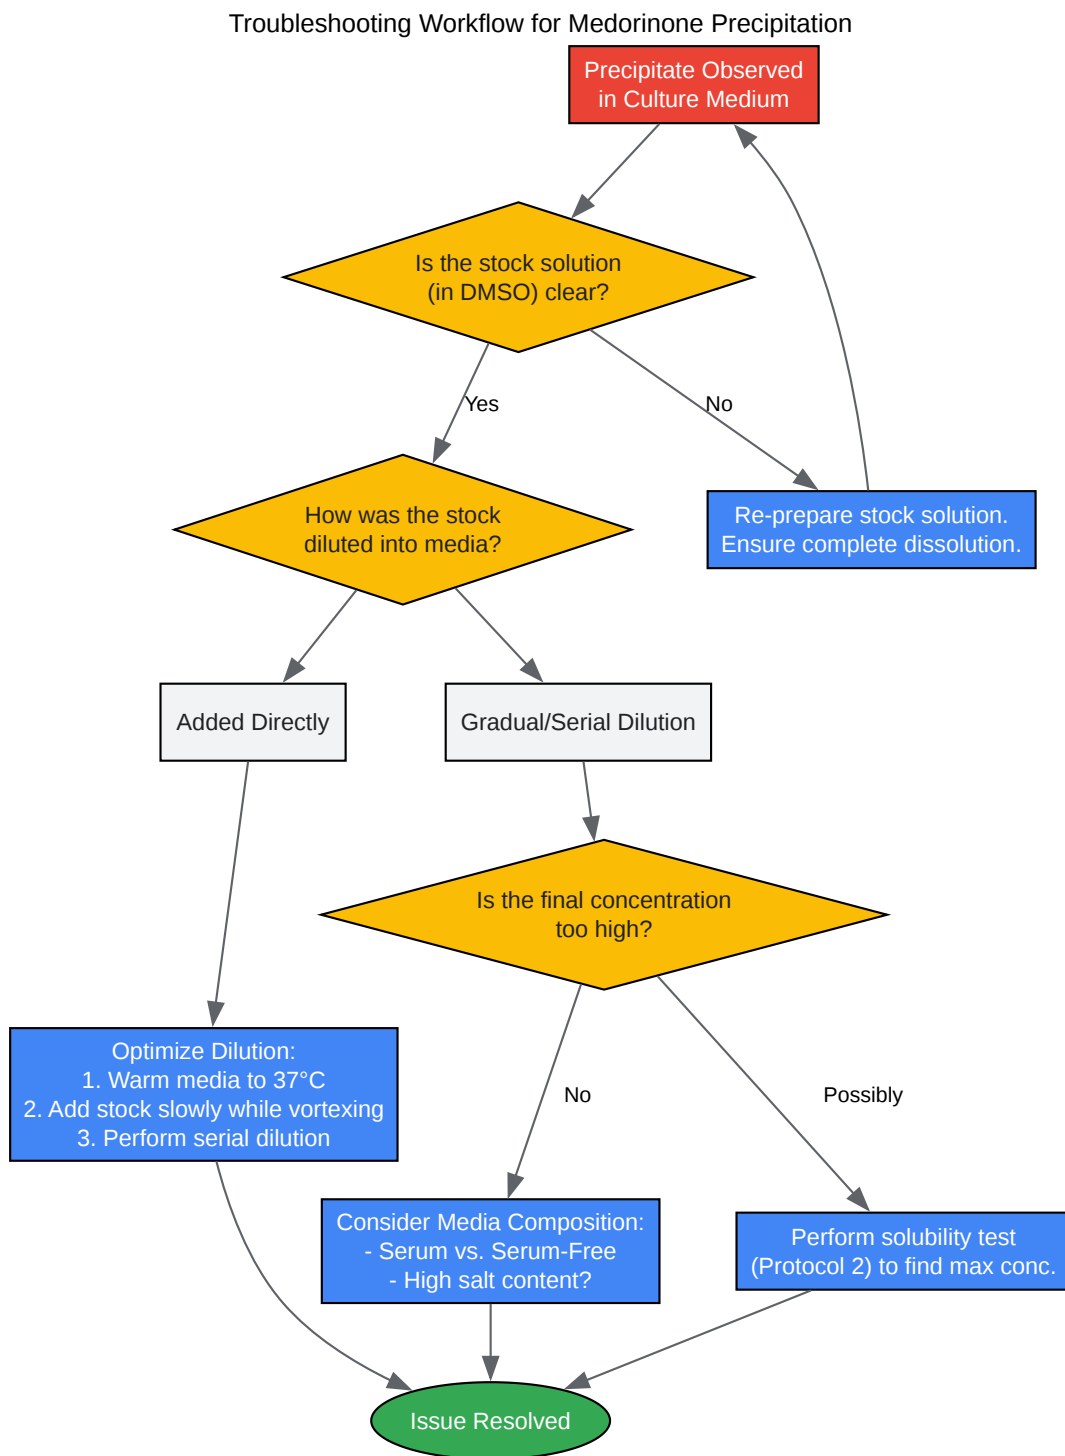 Troubleshooting Workflow for Medorinone Precipitation
Precipitate Observed
in Culture Medium
Is the stock solution
(in DMSO) clear?
Yes
No
How was the stock
diluted into media?
Re-prepare stock solution.
Ensure complete dissolution.
Added Directly
Gradual/Serial Dilution
Is the final concentration
too high?
Optimize Dilution:
1. Warm media to 37°C
2. Add stock slowly while vortexing
3. Perform serial dilution
No
Possibly
Consider Media Composition:
- Serum vs. Serum-Free
- High salt content?
Perform solubility test
(Protocol 2) to find max conc.
Issue Resolved